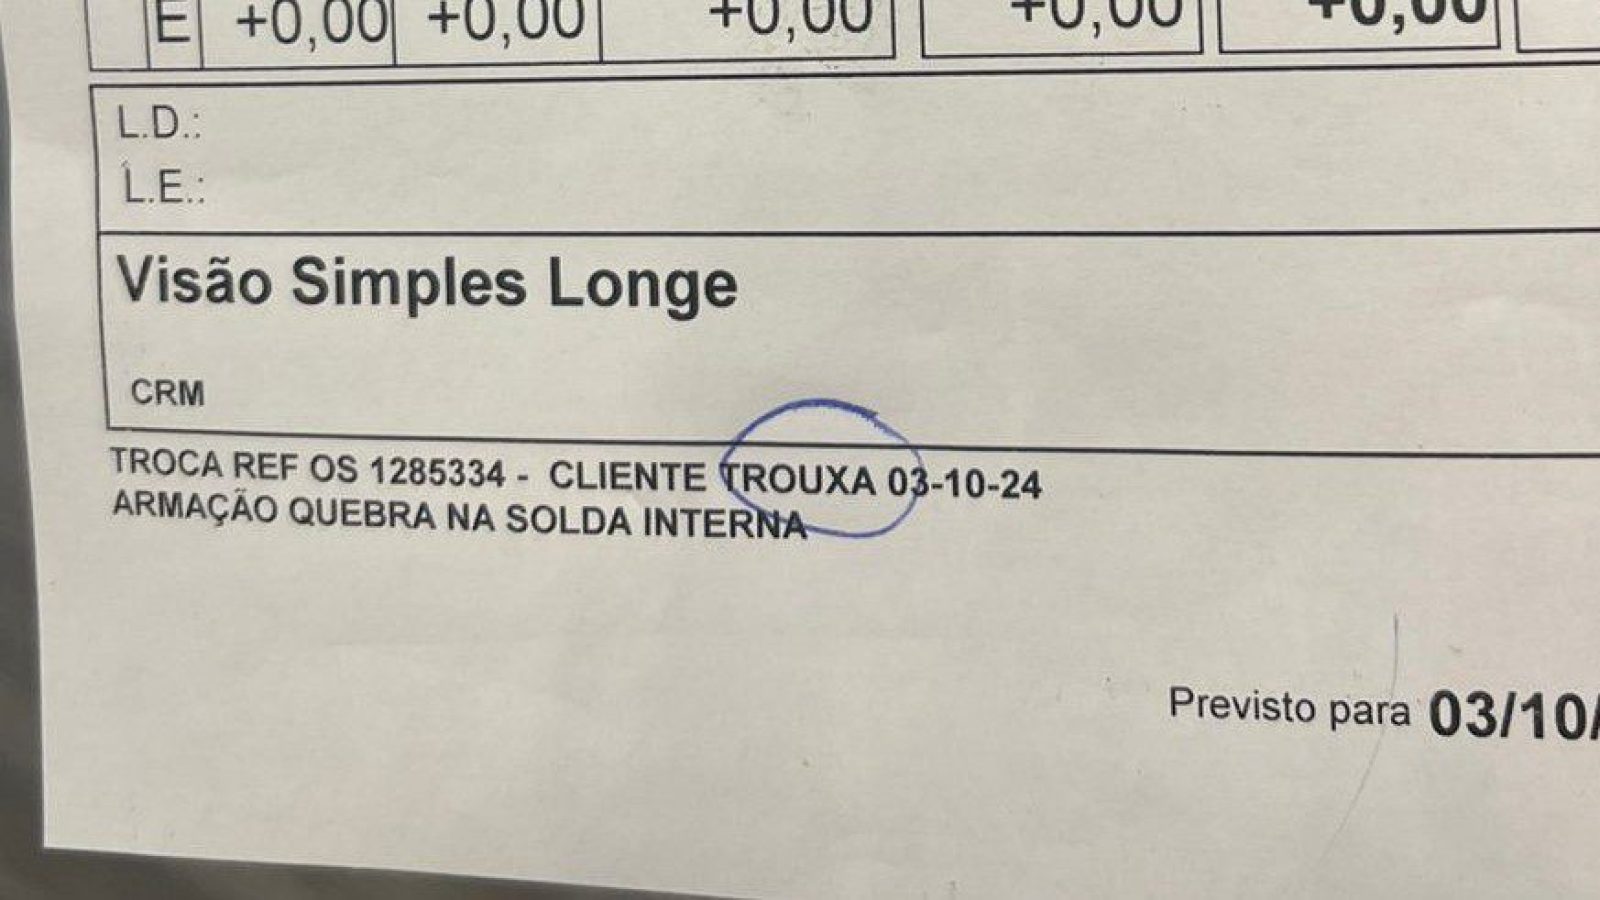 E +0,00 +0,00 +0,00 +0,00 +0,00
L.D.:
L.E.:
Visão Simples Longe
CRM
TROCA REF OS 1285334 - CLIENTE TROUXA 03-10-24
ARMAÇÃO QUEBRA NA SOLDA INTERNA
Previsto para 03/10/